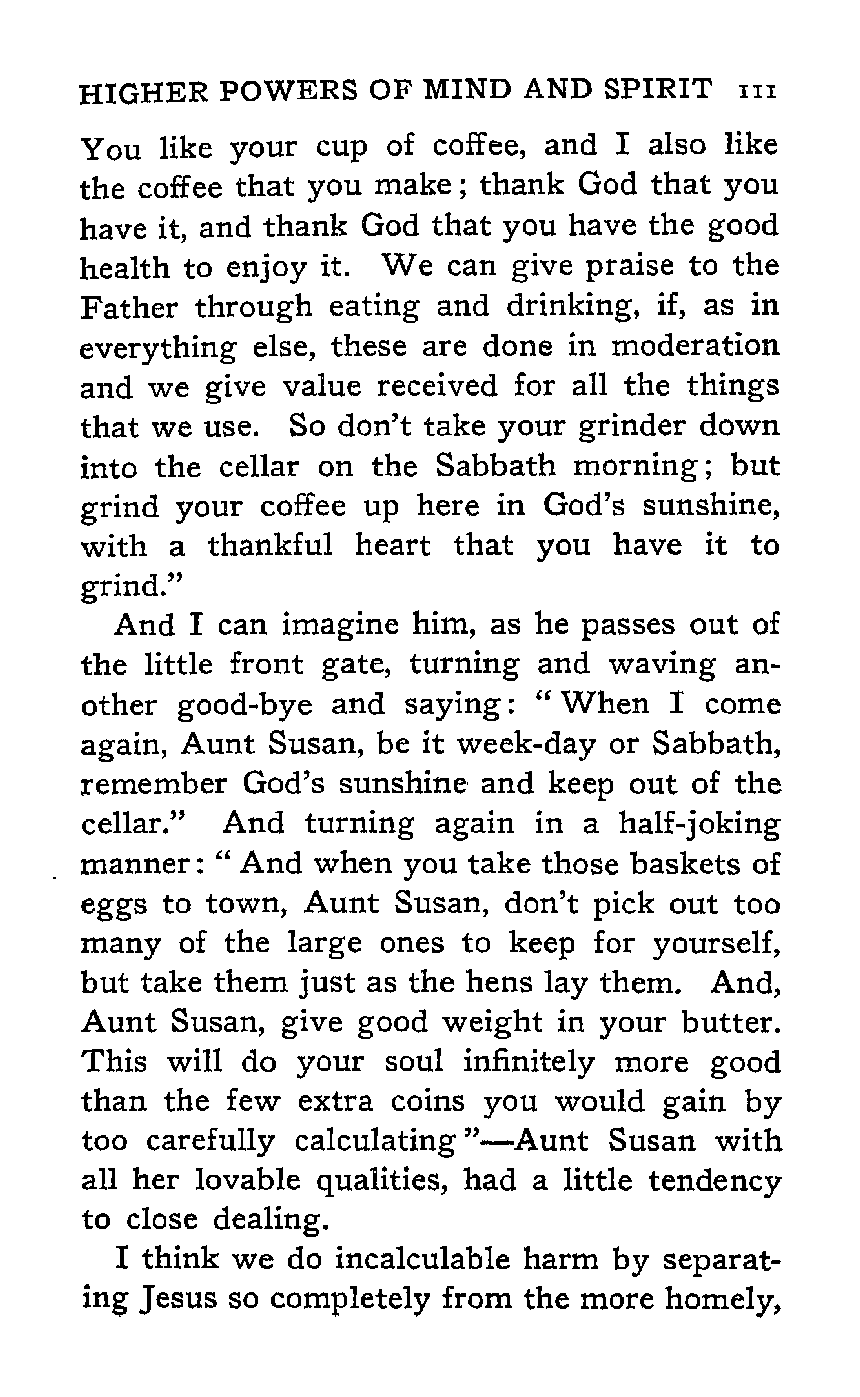 HIGHER POWERS OF MIND AND SPIRIT 111
You like your cup of coffee, and I also like
the coffee that you make; thank God that you
have it, and thank God that you have the good
health to enjoy it. We can give praise to the
Father through eating and drinking, if, as in
everything else, these are done in moderation
and we give value received for all the things
that we use. So don't take your grinder down
into the cellar on the Sabbath morning; but
grind your coffee up here in God's sunshine,
with a thankful heart that you have it to
grind."
And I can imagine him, as he passes out of
the little front gate, turning and waving an-
other good-bye and saying: "When I come
again, Aunt Susan, be it week-day or Sabbath,
remember God's sunshine and keep out of the
cellar." And turning again in a half-joking
manner: "And when you take those baskets of
eggs to town, Aunt Susan, don't pick out too
many of the large ones to keep for yourself,
but take them just as the hens lay them. And,
Aunt Susan, give good weight in your butter.
This will do your soul infinitely more good
than the few extra coins you would gain by
too carefully calculating"—Aunt Susan with
all her lovable qualities, had a little tendency
to close dealing.
I think we do incalculable harm by separat-
ing Jesus so completely from the more homely,